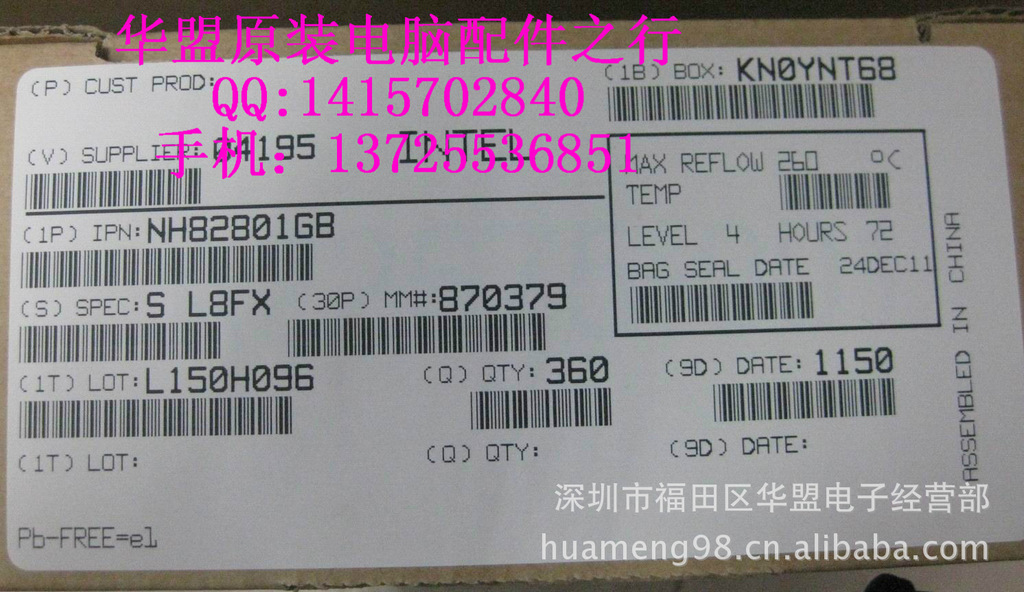 华盟原装电脑配件之行
QQ:1415702840
手机: 13725536851
(P) CUST PROD:
(1B) BOX: KN0YNT68
(V) SUPPLIER: 04195 INTEL
MAX REFLOW 260 °C
TEMP
LEVEL 4 HOURS 72
BAG SEAL DATE 24DEC11
(1P) IPN: NH82801GB
(S) SPEC: S L8FX (30P) MM#: 870379
(1T) LOT: L150H096 (Q) QTY: 360 (9D) DATE: 1150
(1T) LOT: (Q) QTY: (9D) DATE:
ASSEMBLED IN CHINA
Pb-FREE=e1
深圳市福田区华盟电子经营部
huameng98.cn.alibaba.com